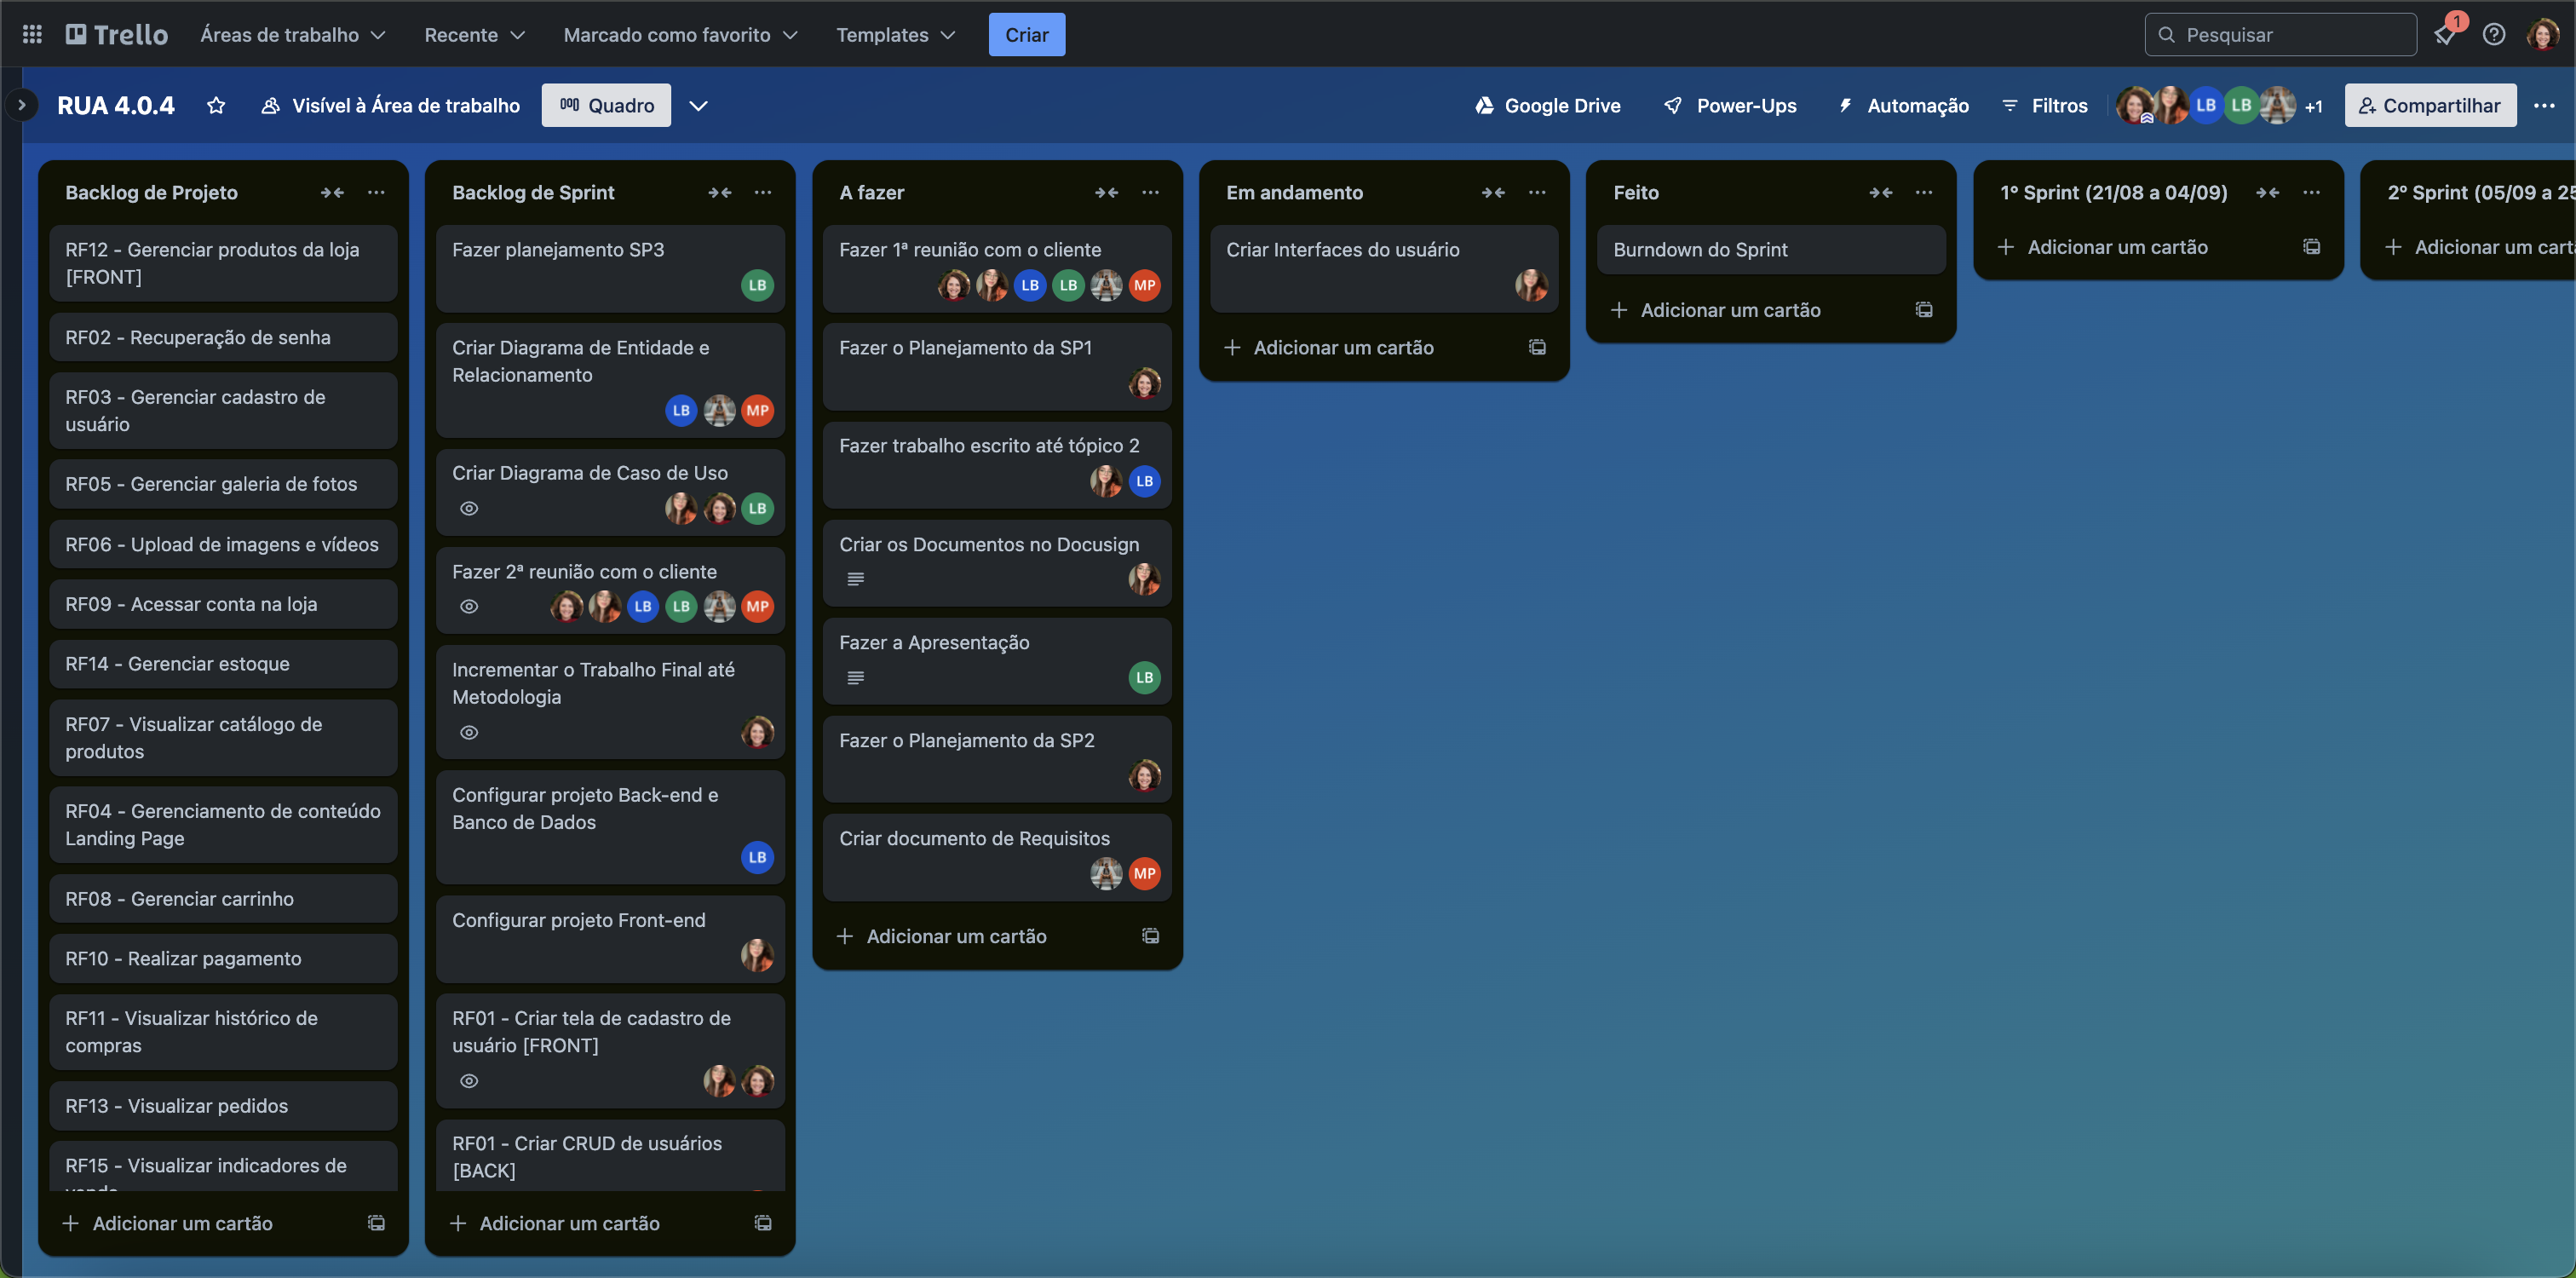 Trello
Áreas de trabalho
Recente
Marcado como favorito
Templates
Criar
Pesquisar
1
RUA 4.0.4
Visível à Área de trabalho
Quadro
Google Drive
Power-Ups
Automação
Filtros
LB
LB
+1
Compartilhar
Backlog de Projeto
RF12 - Gerenciar produtos da loja
[FRONT]
RF02 - Recuperação de senha
RF03 - Gerenciar cadastro de
usuário
RF05 - Gerenciar galeria de fotos
RF06 - Upload de imagens e vídeos
RF09 - Acessar conta na loja
RF14 - Gerenciar estoque
RF07 - Visualizar catálogo de
produtos
RF04 - Gerenciamento de conteúdo
Landing Page
RF08 - Gerenciar carrinho
RF10 - Realizar pagamento
RF11 - Visualizar histórico de
compras
RF13 - Visualizar pedidos
RF15 - Visualizar indicadores de
Adicionar um cartão
Backlog de Sprint
Fazer planejamento SP3
LB
Criar Diagrama de Entidade e
Relacionamento
LB
MP
Criar Diagrama de Caso de Uso
LB
Fazer 2ª reunião com o cliente
LB
LB
MP
Incrementar o Trabalho Final até
Metodologia
Configurar projeto Back-end e
Banco de Dados
LB
Configurar projeto Front-end
RF01 - Criar tela de cadastro de
usuário [FRONT]
RF01 - Criar CRUD de usuários
[BACK]
Adicionar um cartão
A fazer
Fazer 1ª reunião com o cliente
LB
LB
MP
Fazer o Planejamento da SP1
Fazer trabalho escrito até tópico 2
LB
Criar os Documentos no Docusign
Fazer a Apresentação
LB
Fazer o Planejamento da SP2
Criar documento de Requisitos
MP
Adicionar um cartão
Em andamento
Criar Interfaces do usuário
Adicionar um cartão
Feito
Burndown do Sprint
Adicionar um cartão
1º Sprint (21/08 a 04/09)
Adicionar um cartão
2º Sprint (05/09 a 25
Adicionar um cart